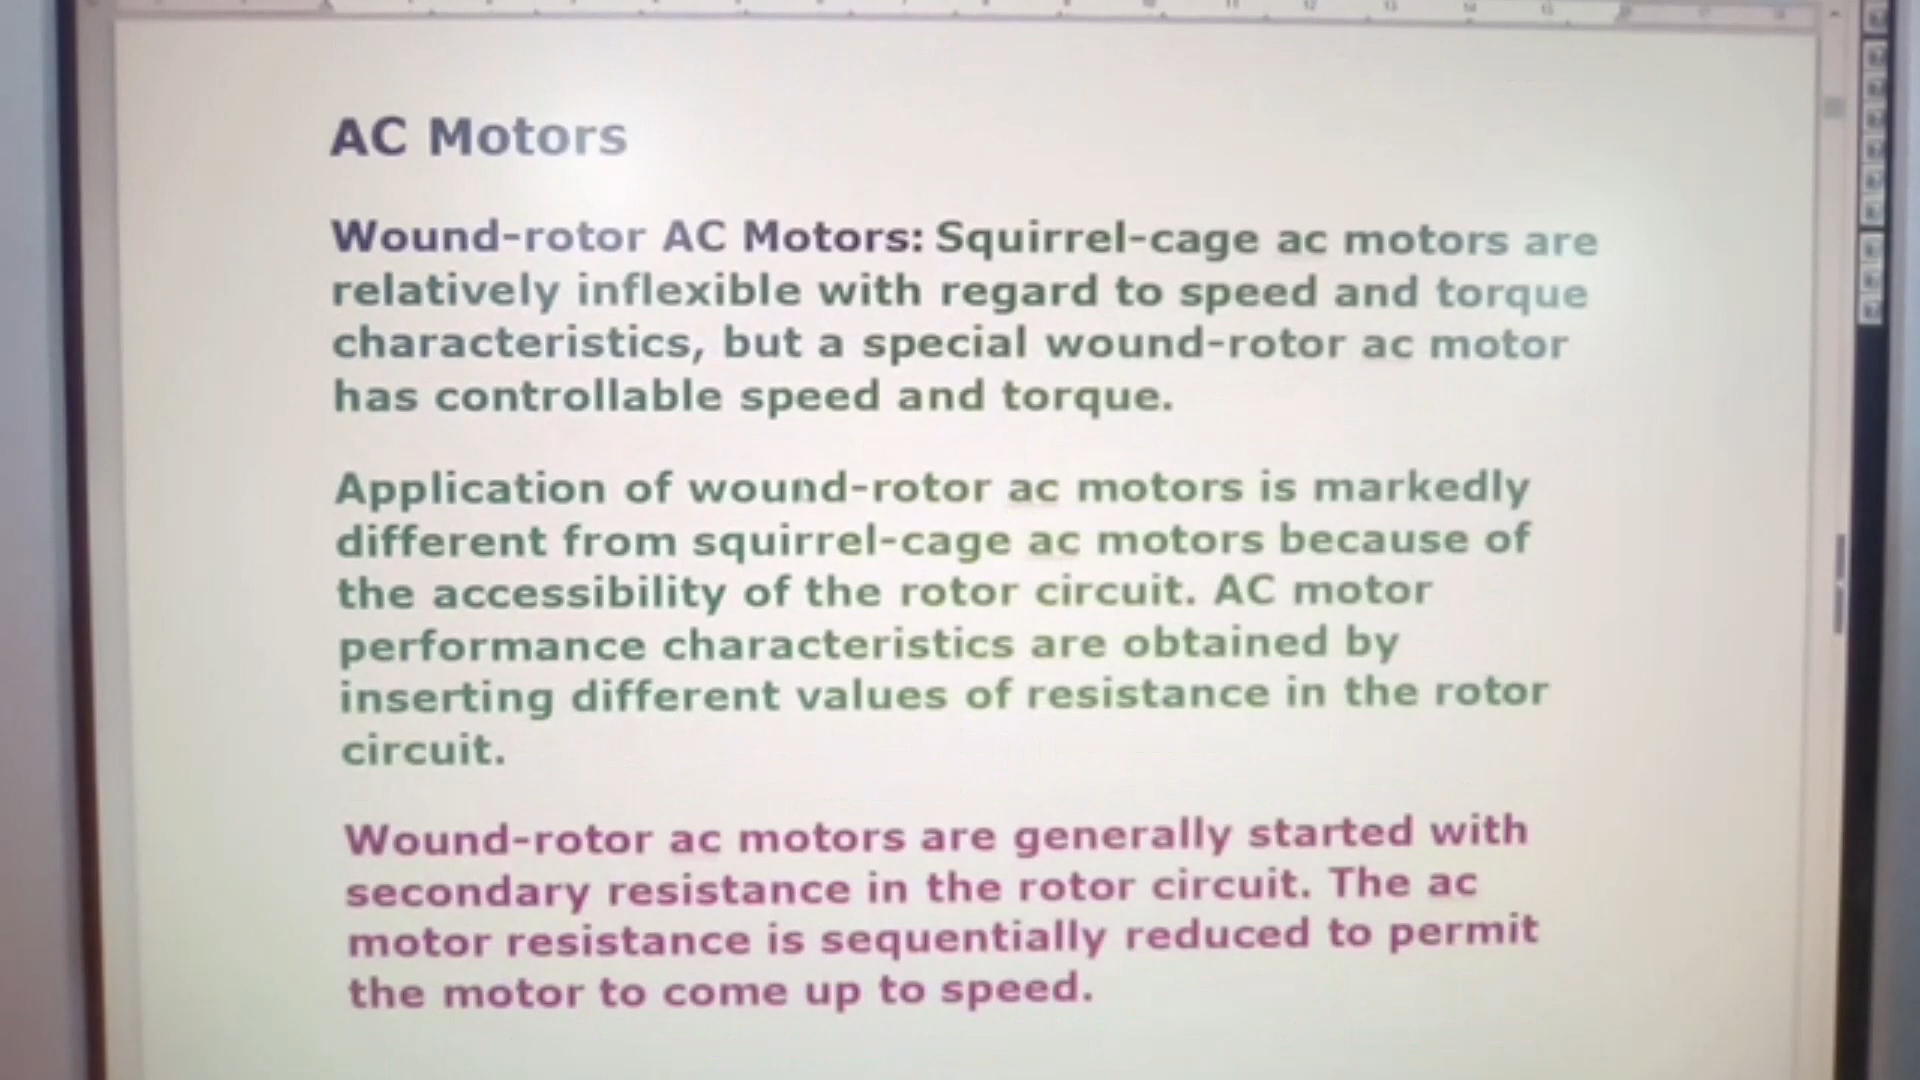 AC Motors
Wound-rotor AC Motors: Squirrel-cage ac motors are
relatively inflexible with regard to speed and torque
characteristics, but a special wound-rotor ac motor
has controllable speed and torque.
Application of wound-rotor ac motors is markedly
different from squirrel-cage ac motors because of
the accessibility of the rotor circuit. AC motor
performance characteristics are obtained by
inserting different values of resistance in the rotor
circuit.
Wound-rotor ac motors are generally started with
secondary resistance in the rotor circuit. The ac
motor resistance is sequentially reduced to permit
the motor to come up to speed.